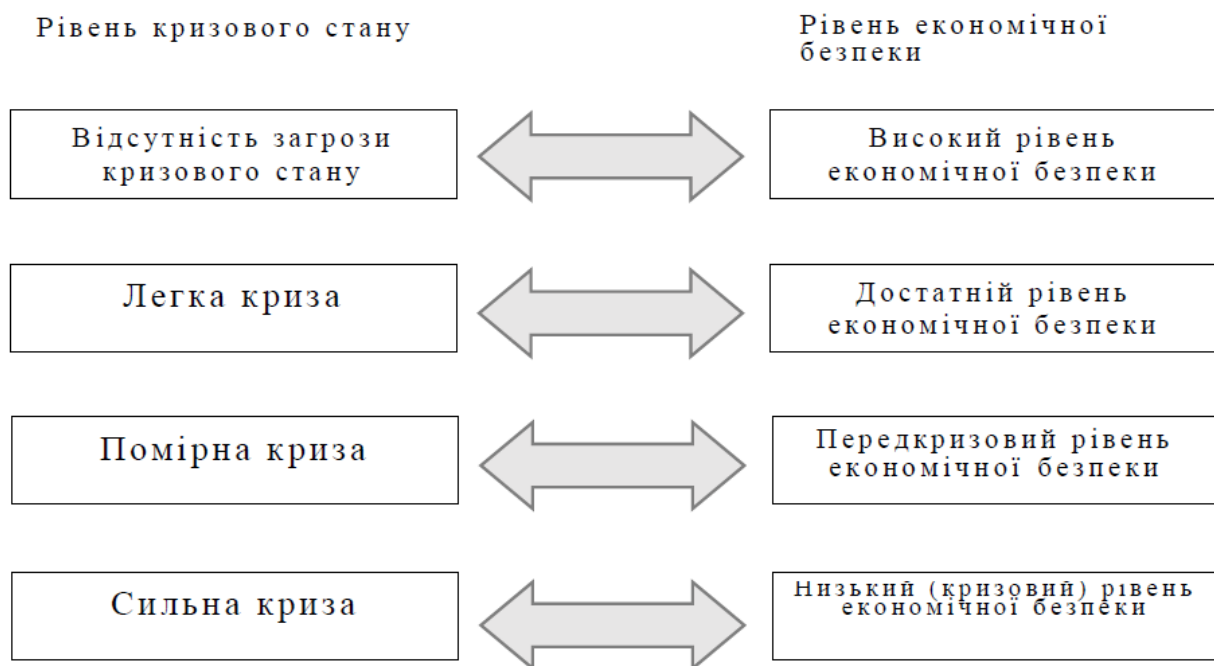 Рівень кризового стану
Рівень економічної
безпеки
Відсутність загрози
кризового стану
Високий рівень
економічної безпеки
Легка криза
Достатній рівень
економічної безпеки
Помірна криза
Передкризовий рівень
економічної безпеки
Сильна криза
Низький (кризовий) рівень
економічної безпеки